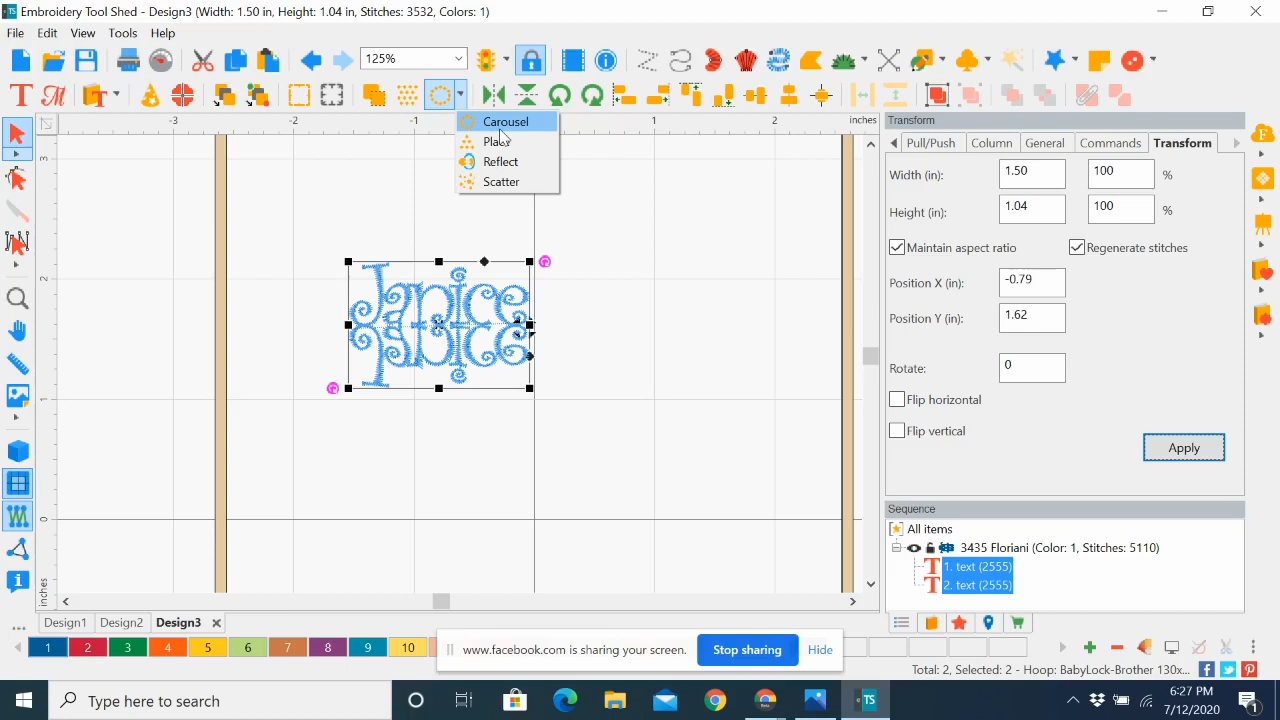 Embroidery Tool Shed - Design3 (Width: 1.50 in, Height: 1.04 in, Stitches: 3532, Colors: 1)
File Edit View Tools Help
125%
-3 -2 -1 1 2 inches
Carousel
Reflect
Scatter
3
2
1
0
inches
Janice
Transform
Pull/Push Column General Commands Transform
Width (in): 1.50 100 %
Height (in): 1.04 100 %
Maintain aspect ratio Regenerate stitches
Position X (in): -0.79
Position Y (in): 1.62
Rotate: 0
Flip horizontal
Flip vertical
Apply
Sequence
All items
3435 Floriani (Color: 1, Stitches: 5110)
1. text (2555)
2. text (2555)
Design1 Design2 Design3
1 2 3 4 5 6 7 8 9 10
www.facebook.com is sharing your screen. Stop sharing Hide
Total: 2, Selected: 2 - Hoop: BabyLock-Brother 130x...
Type here to search
6:27 PM
7/12/2020